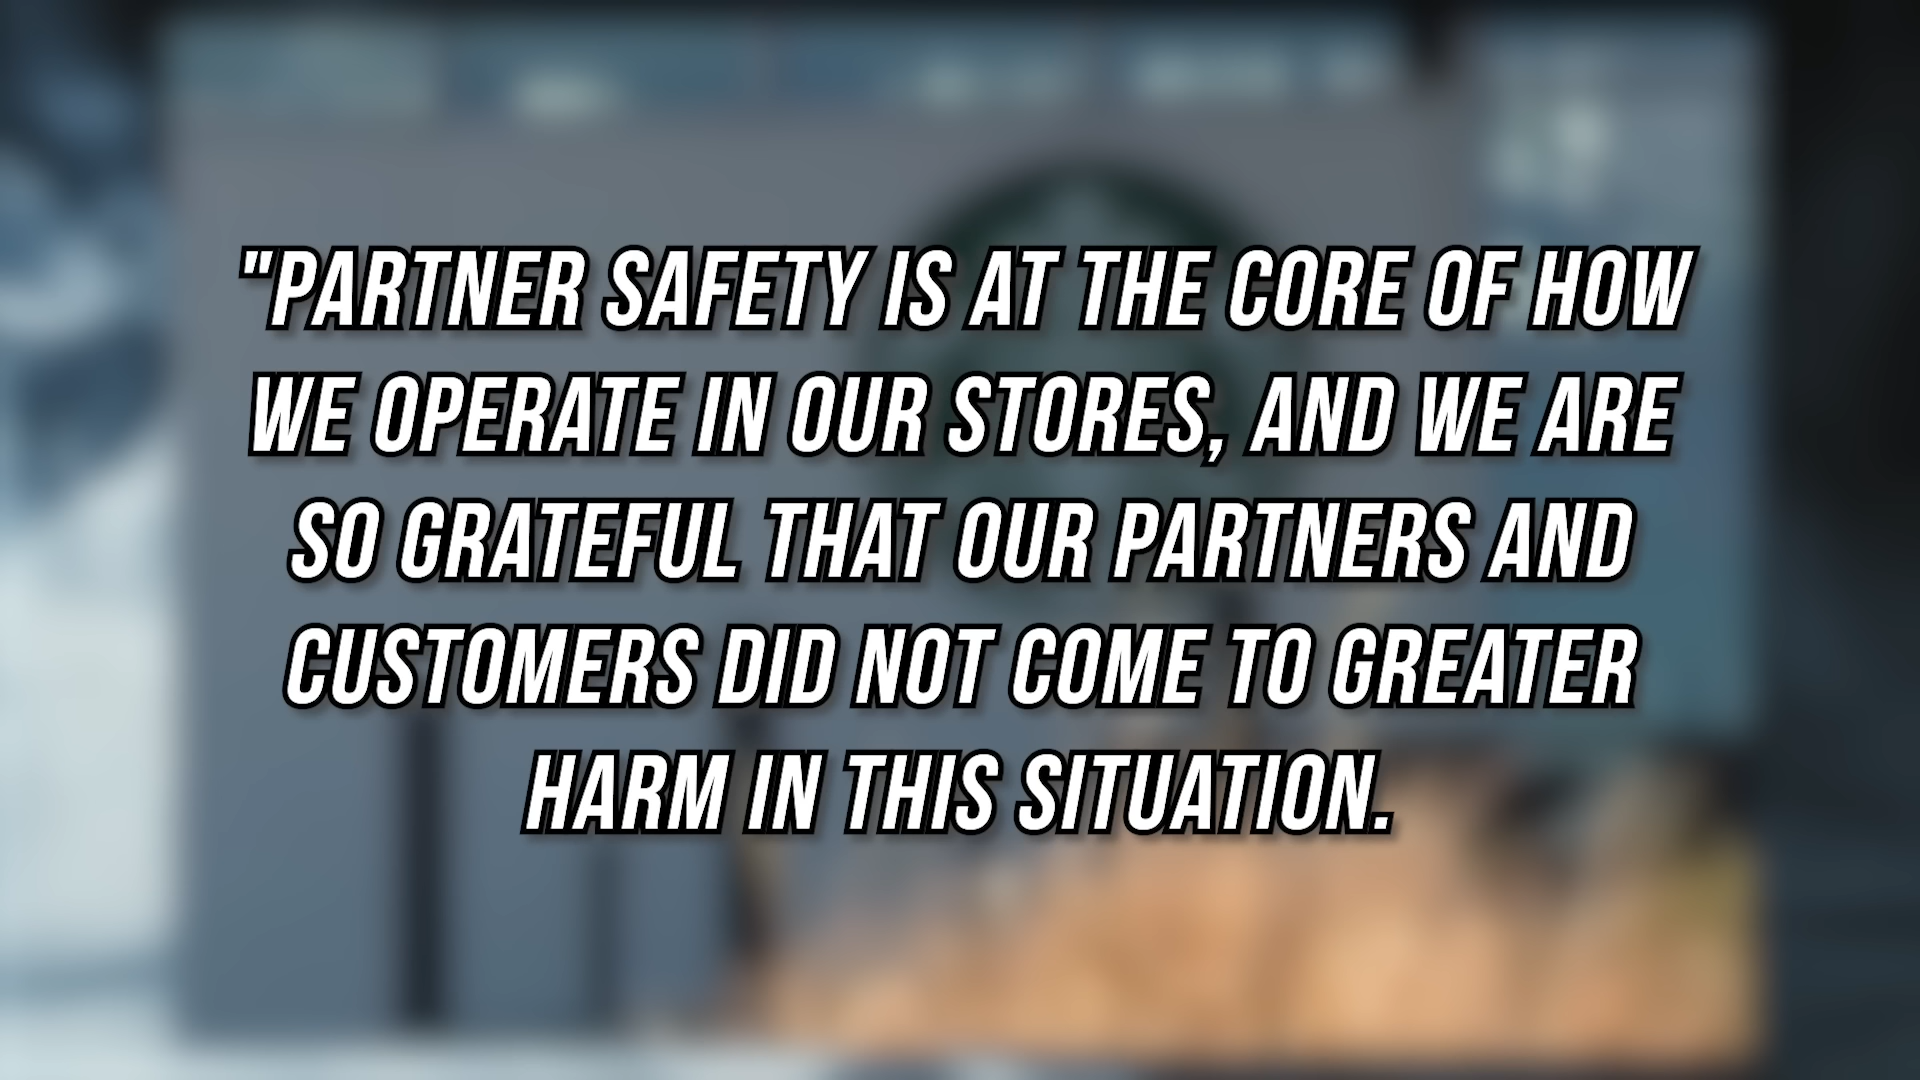 "PARTNER SAFETY IS AT THE CORE OF HOW
WE OPERATE IN OUR STORES, AND WE ARE
SO GRATEFUL THAT OUR PARTNERS AND
CUSTOMERS DID NOT COME TO GREATER
HARM IN THIS SITUATION.